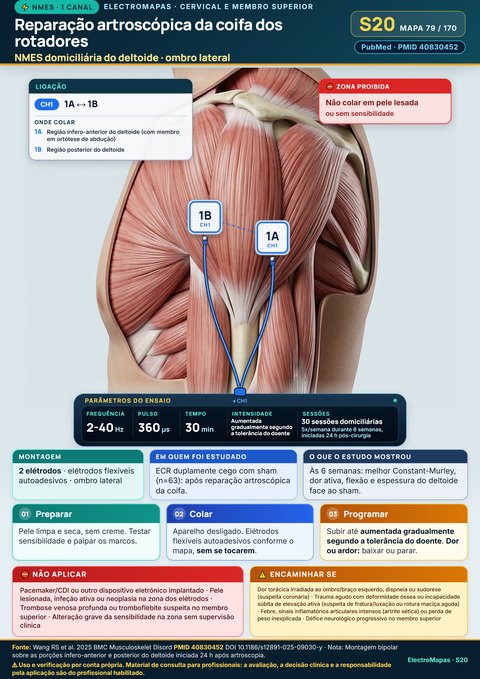 NMES · 1 CANAL ELECTROMAPAS · CERVICAL E MEMBRO SUPERIOR
Reparação artroscópica da coifa dos
rotadores
NMES domiciliária do deltoide · ombro lateral
S20 MAPA 79 / 170
PubMed · PMID 40830452
LIGAÇÃO
CH1 1A ↔ 1B
ONDE COLAR
1A Região ínfero-anterior do deltoide (com membro
em ortótese de abdução)
1B Região posterior do deltoide
ZONA PROIBIDA
Não colar em pele lesada
ou sem sensibilidade
1B
CH1
1A
CH1
CH1
PARÂMETROS DO ENSAIO
FREQUÊNCIA
2–40 Hz
PULSO
360 µs
TEMPO
30 min
INTENSIDADE
Aumentada
gradualmente segundo
a tolerância do doente
SESSÕES
30 sessões domiciliárias
5x/semana durante 6 semanas,
iniciadas 24 h pós-cirurgia
MONTAGEM
2 elétrodos · elétrodos flexíveis
autoadesivos · ombro lateral
EM QUEM FOI ESTUDADO
ECR duplamente cego com sham
(n=63): após reparação artroscópica
da coifa.
O QUE O ESTUDO MOSTROU
Às 6 semanas: melhor Constant-Murley,
dor ativa, flexão e espessura do deltoide
face ao sham.
01 Preparar
Pele limpa e seca, sem creme. Testar
sensibilidade e palpar os marcos.
02 Colar
Aparelho desligado. Elétrodos
flexíveis autoadesivos conforme o
mapa, sem se tocarem.
03 Programar
Subir até aumentada gradualmente
segundo a tolerância do doente. Dor
ou ardor: baixar ou parar.
NÃO APLICAR
Pacemaker/CDI ou outro dispositivo eletrónico implantado · Pele
lesionada, infeção ativa ou neoplasia na zona dos elétrodos ·
Trombose venosa profunda ou tromboflebite suspeita no membro
superior · Alteração grave da sensibilidade na zona sem supervisão
clínica
ENCAMINHAR SE
Dor torácica irradiada ao ombro/braço esquerdo, dispneia ou sudorese
(suspeita coronária) · Trauma agudo com deformidade óssea ou incapacidade
súbita de elevação ativa (suspeita de fratura/luxação ou rotura maciça aguda)
· Febre, sinais inflamatórios articulares intensos (artrite sética) ou perda de
peso inexplicada · Défice neurológico progressivo no membro superior
Fonte: Wang RS et al. 2025 BMC Musculoskelet Disord PMID 40830452 DOI 10.1186/s12891-025-09030-y · Nota: Montagem bipolar
sobre as porções ínfero-anterior e posterior do deltoide iniciada 24 h após artroscopia.
Uso e verificação por conta própria. Material de consulta para profissionais: a avaliação, a decisão clínica e a responsabilidade
pela aplicação são do profissional habilitado.
ElectroMapas · S20